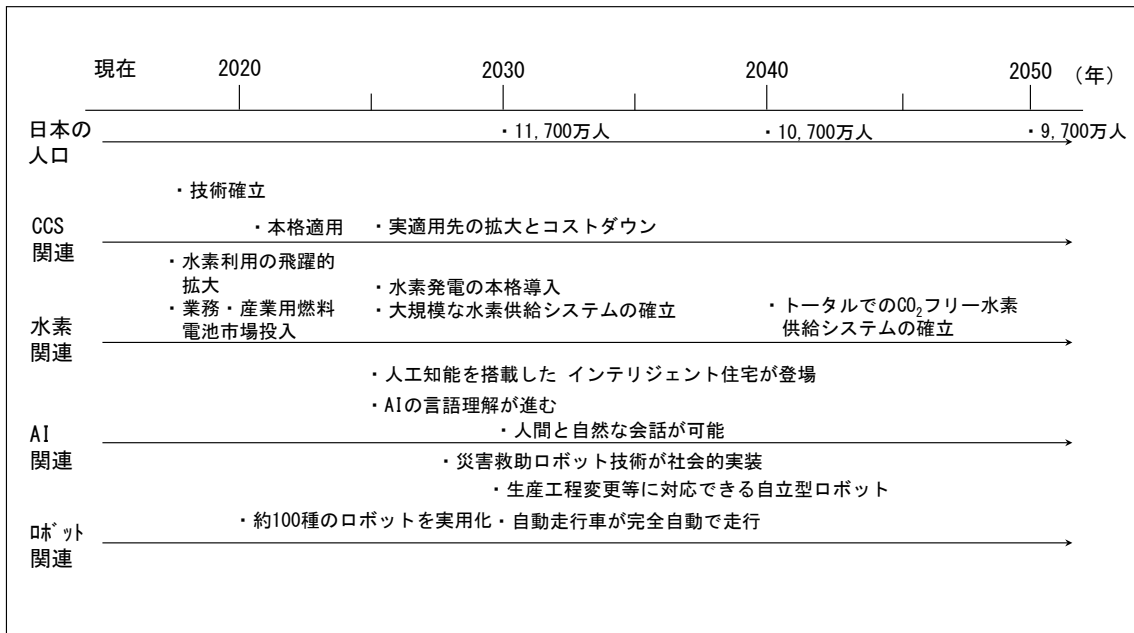 現在 2020 2030 2040 2050 (年)
日本の
人口
・11,700万人 ・10,700万人 ・9,700万人
・技術確立
CCS
関連
・本格適用 ・実適用先の拡大とコストダウン
・水素利用の飛躍的
拡大
・業務・産業用燃料
電池市場投入
・水素発電の本格導入
・大規模な水素供給システムの確立
・トータルでのCO₂フリー水素
供給システムの確立
水素
関連
・人工知能を搭載した インテリジェント住宅が登場
・AIの言語理解が進む
・人間と自然な会話が可能
AI
関連
・災害救助ロボット技術が社会的実装
・生産工程変更等に対応できる自立型ロボット
・約100種のロボットを実用化・自動走行車が完全自動で走行
ﾛﾎﾞｯﾄ
関連